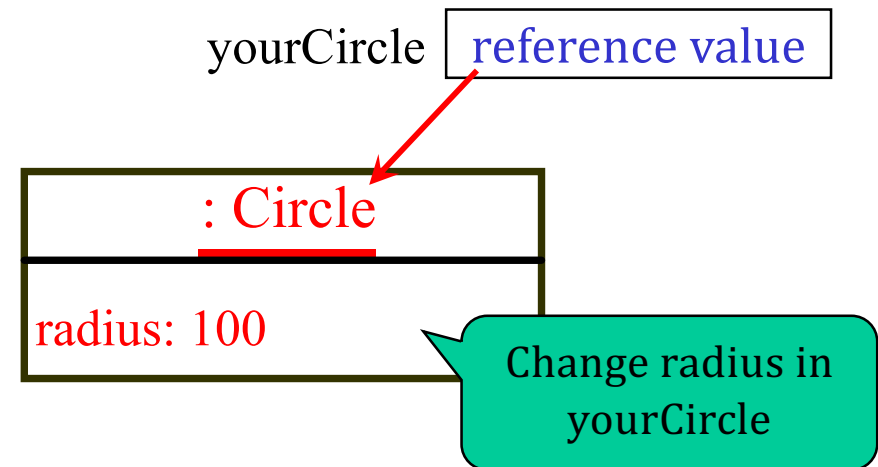 yourCircle reference value
: Circle
radius: 100
Change radius in
yourCircle